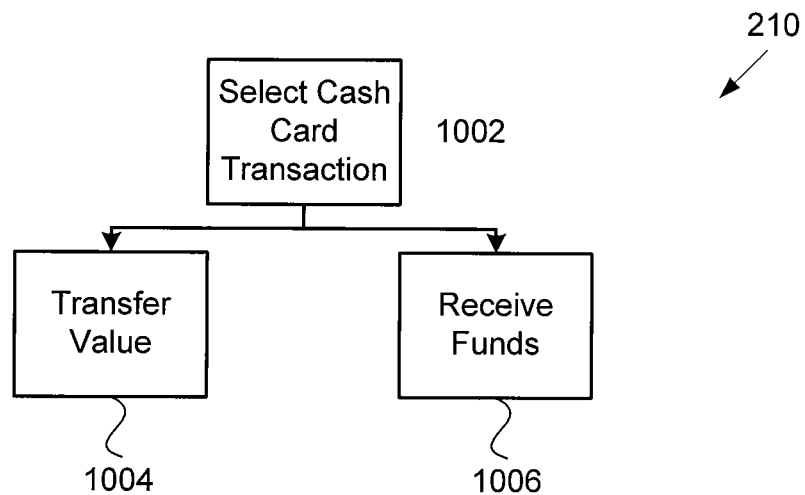 210
Select Cash
Card
Transaction
1002
Transfer
Value
Receive
Funds
1004
1006